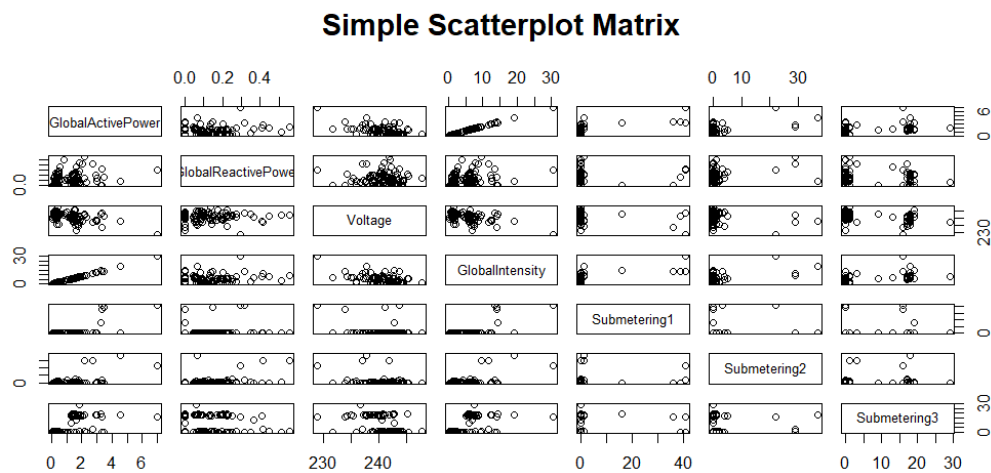 Simple Scatterplot Matrix
0.0 0.2 0.4 0 10 20 30 0 10 30
GlobalActivePower 0 6
0.0 GlobalReactivePower
Voltage 230
0 30 GlobalIntensity
Submetering1 0
0 Submetering2
Submetering3 0 30
0 2 4 6 230 240 0 20 40 0 10 20 30